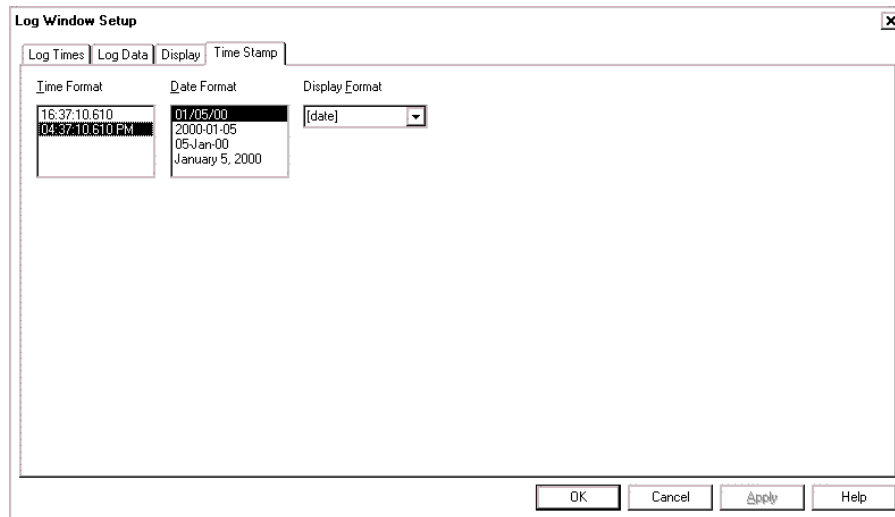 Log Window Setup
Log Times Log Data Display Time Stamp
Time Format Date Format Display Format
16:37:10.610
04:37:10.610 PM
01/05/00
2000-01-05
05-Jan-00
January 5, 2000
[date]
OK Cancel Apply Help